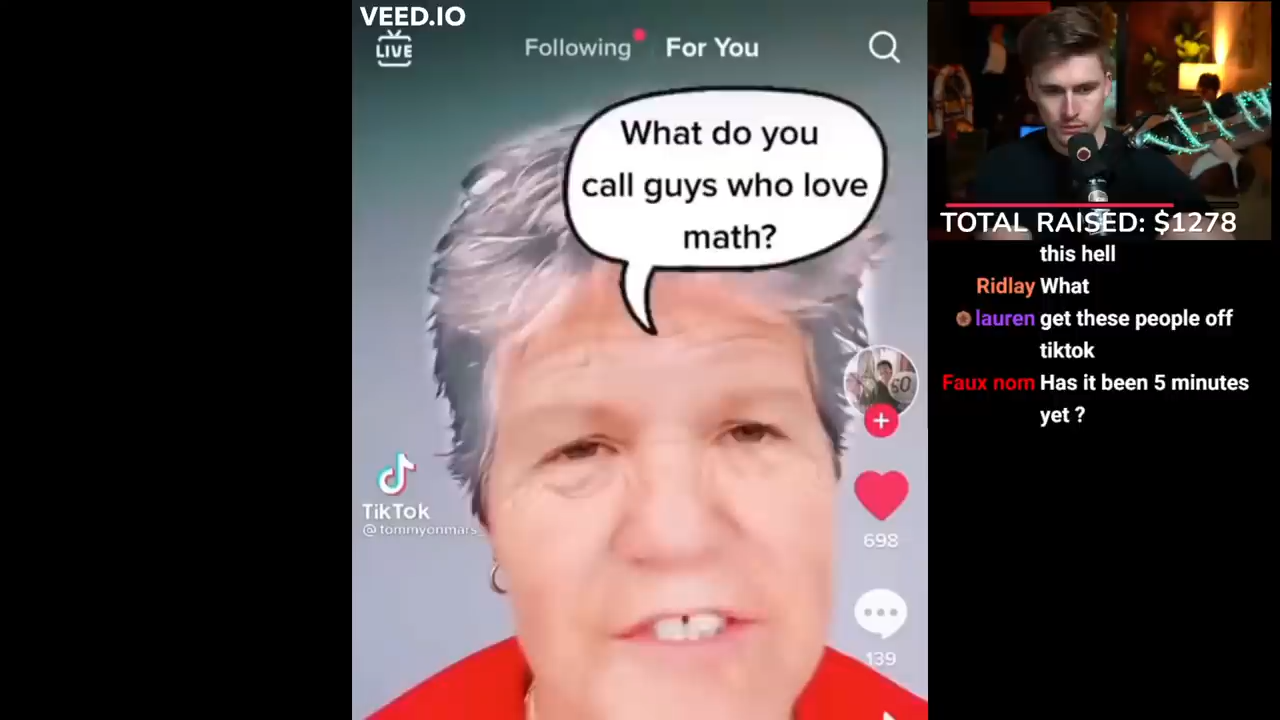 VEED.IO
LIVE
Following
For You
What do you
call guys who love
math?
50
TikTok
@tommyonmars_
698
139
TOTAL RAISED: $1278
this hell
Ridlay What
lauren get these people off
tiktok
Faux nom Has it been 5 minutes
yet ?